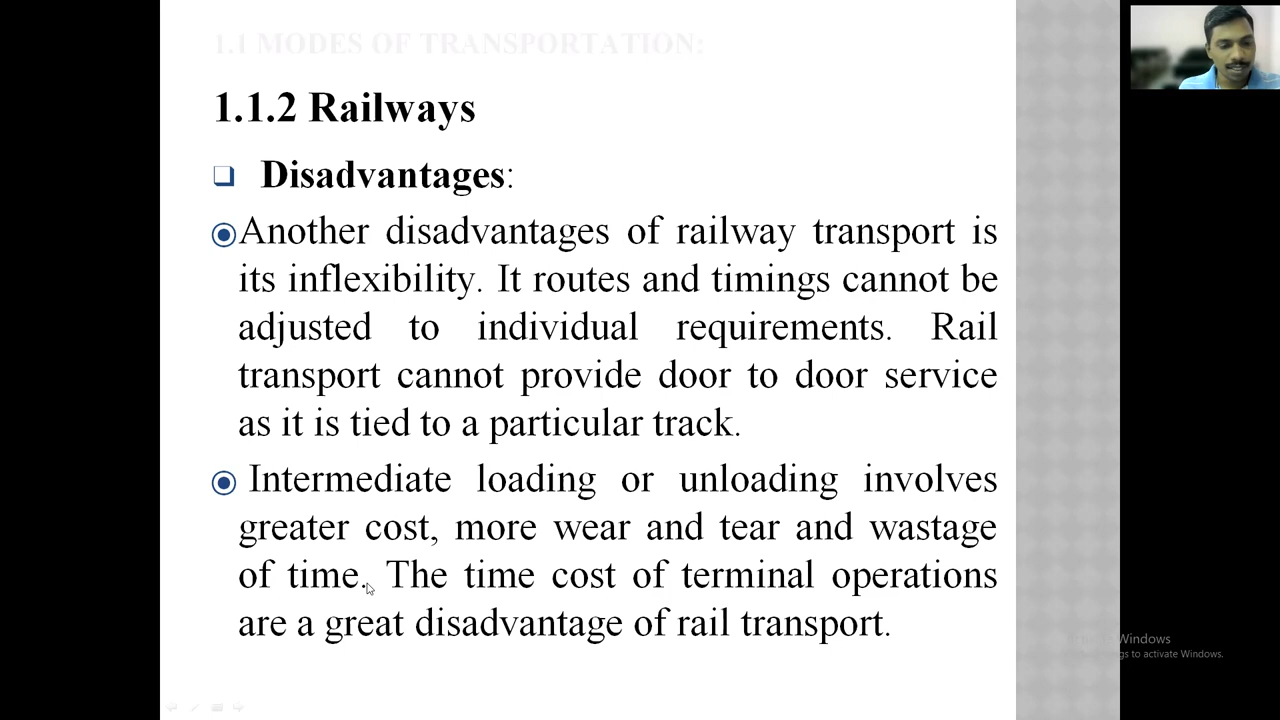 1.1 MODES OF TRANSPORTATION:
1.1.2 Railways
Disadvantages:
Another disadvantages of railway transport is
its inflexibility. It routes and timings cannot be
adjusted to individual requirements. Rail
transport cannot provide door to door service
as it is tied to a particular track.
Intermediate loading or unloading involves
greater cost, more wear and tear and wastage
of time. The time cost of terminal operations
are a great disadvantage of rail transport.
Windows
to activate Windows.